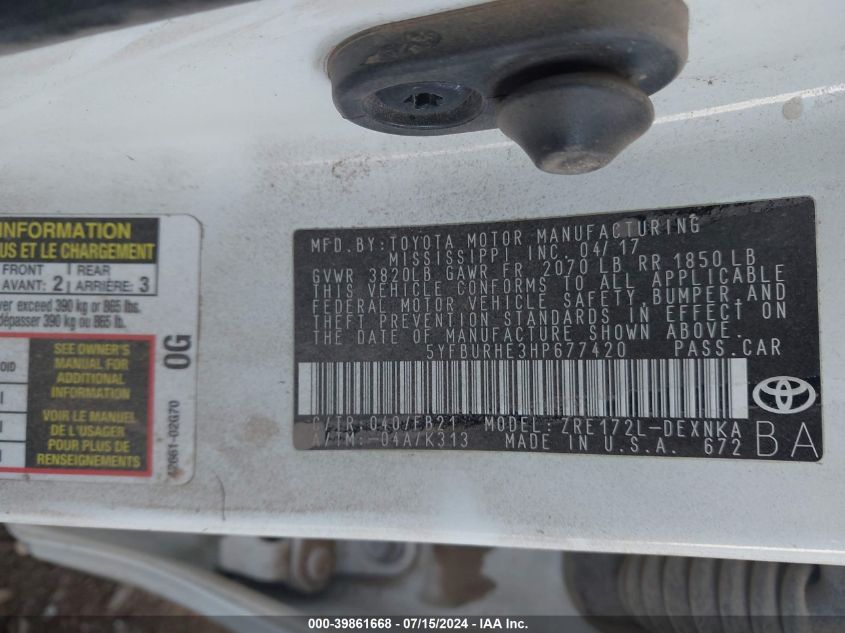 INFORMATION
US ET LE CHARGEMENT
FRONT
AVANT: 2
REAR
ARRIÈRE: 3
ver exceed 390 kg or 865 lbs.
dépasser 390 kg ou 865 lb.
SEE OWNER'S
MANUAL FOR
ADDITIONAL
INFORMATION
VOIR LE MANUEL
POUR PLUS DE
RENSEIGNEMENTS
0G
42661-02G70
MFD. BY: TOYOTA MOTOR MANUFACTURING
MISSISSIPPI INC. 04/17
GVWR 3820LB GAWR FR 2070 LB RR 1850 LB
THIS VEHICLE CONFORMS TO ALL APPLICABLE
FEDERAL MOTOR VEHICLE SAFETY, BUMPER, AND
THEFT PREVENTION STANDARDS IN EFFECT ON
THE DATE OF MANUFACTURE SHOWN ABOVE.
5YFBURHE3HP677420 PASS. CAR
C/TR: 040/FB21 MODEL: ZRE172L-DEXNKA
A/TM: -04A/K313 MADE IN U.S.A. 672
BA
000-39861668 / 07/15/2024 - IAA Inc.